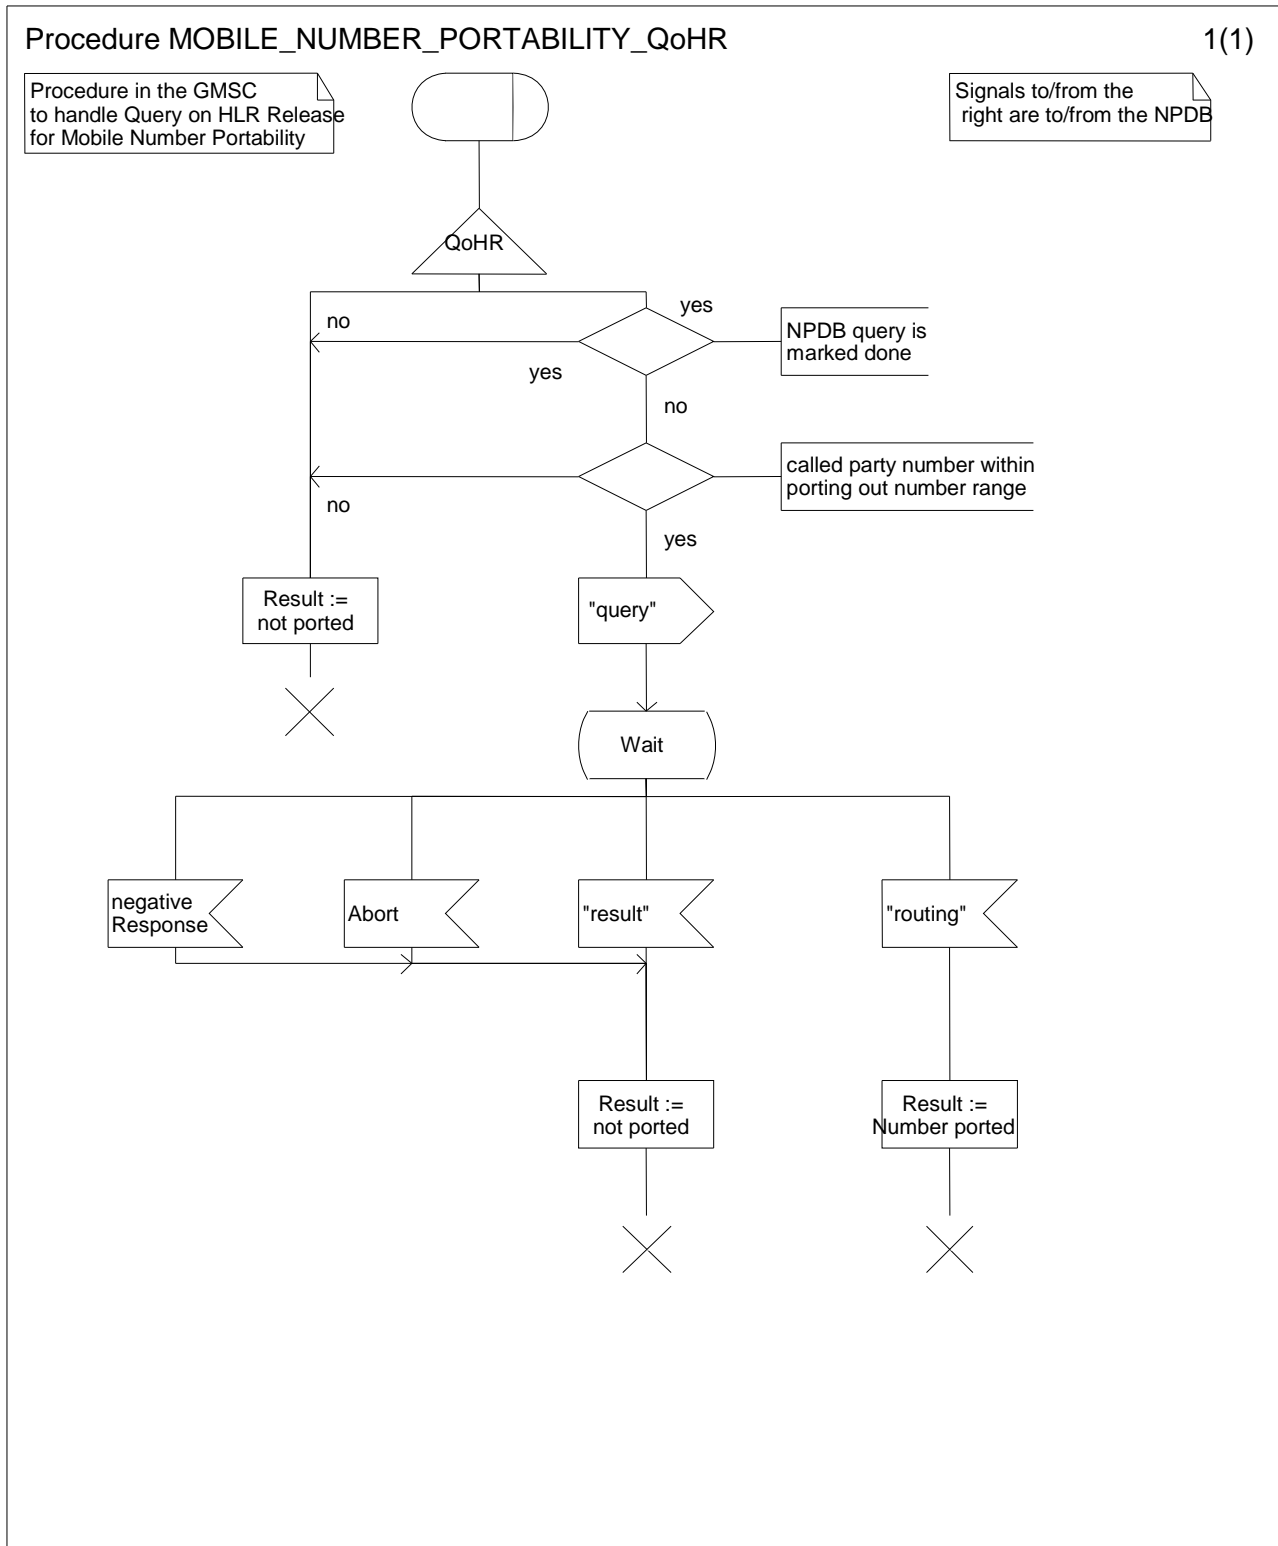 Procedure MOBILE_NUMBER_PORTABILITY_QoHR
1(1)
Procedure in the GMSC
to handle Query on HLR Release
for Mobile Number Portability
Signals to/from the
right are to/from the NPDB
QoHR
yes
no
NPDB query is
marked done
yes
no
called party number within
porting out number range
no
yes
Result :=
not ported
"query"
Wait
negative
Response
Abort
"result"
"routing"
Result :=
not ported
Result :=
Number ported